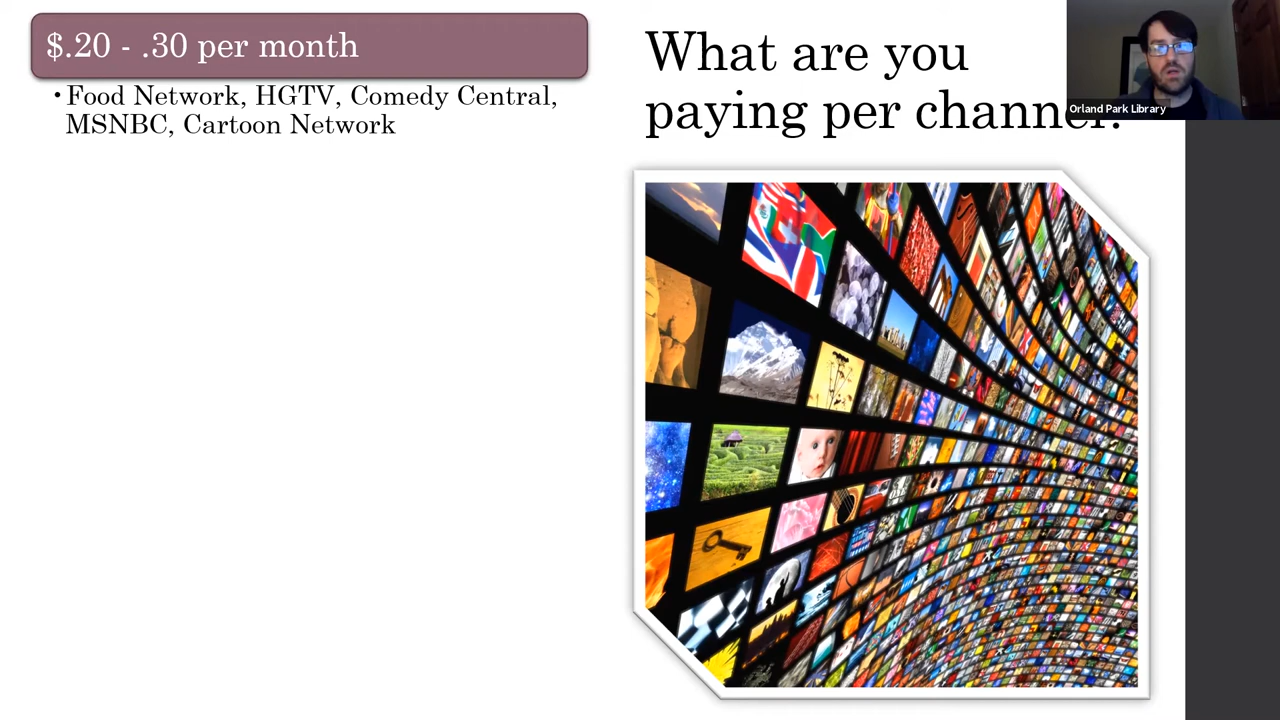 $.20 - .30 per month
•Food Network, HGTV, Comedy Central,
MSNBC, Cartoon Network
What are you
paying per channel?
Orland Park Library